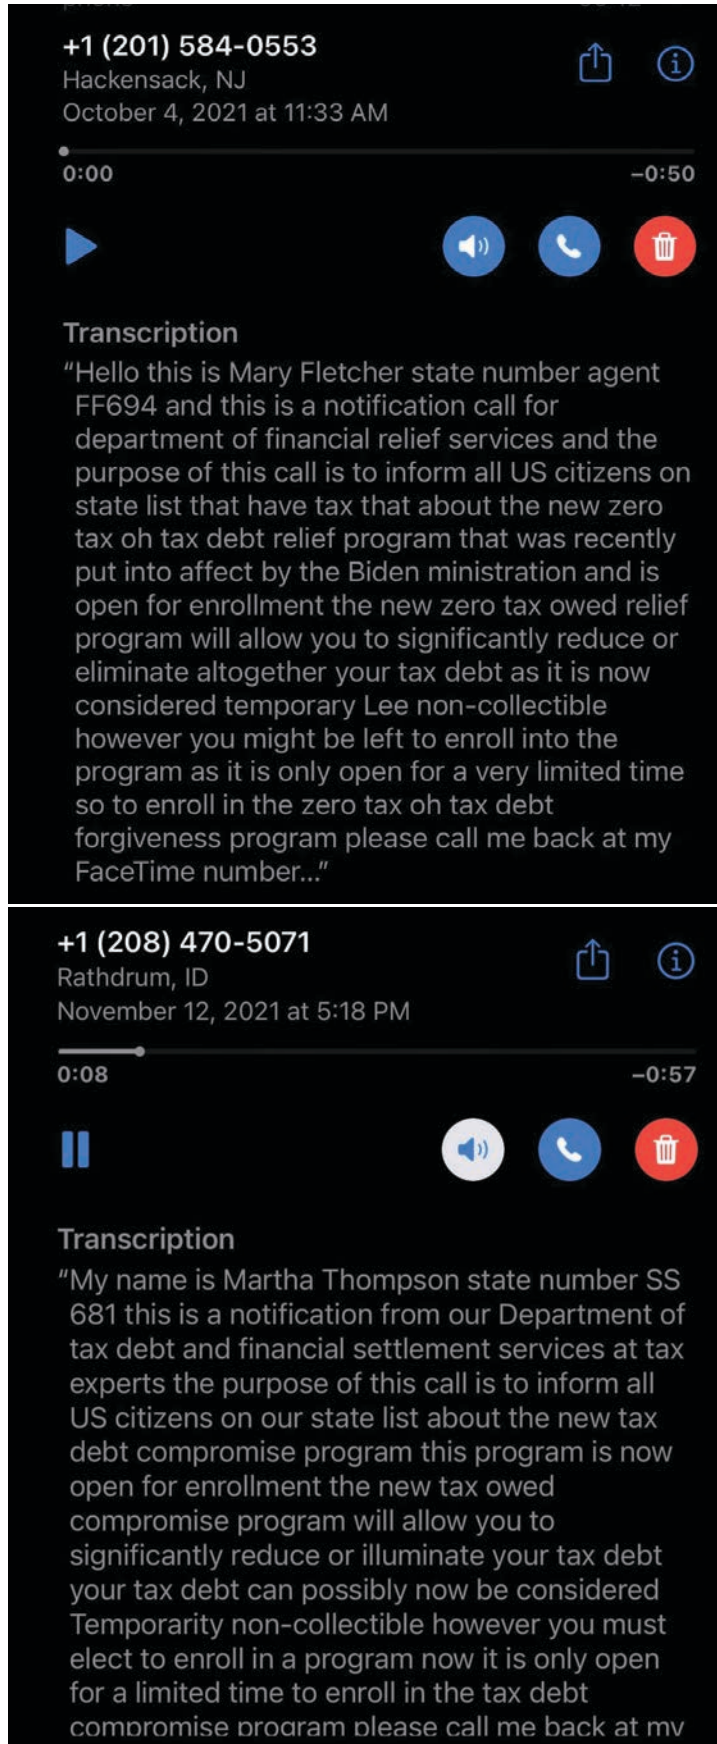 +1 (201) 584-0553
Hackensack, NJ
October 4, 2021 at 11:33 AM
0:00 −0:50
Transcription
“Hello this is Mary Fletcher state number agent
FF694 and this is a notification call for
department of financial relief services and the
purpose of this call is to inform all US citizens on
state list that have tax that about the new zero
tax oh tax debt relief program that was recently
put into affect by the Biden ministration and is
open for enrollment the new zero tax owed relief
program will allow you to significantly reduce or
eliminate altogether your tax debt as it is now
considered temporary Lee non-collectible
however you might be left to enroll into the
program as it is only open for a very limited time
so to enroll in the zero tax oh tax debt
forgiveness program please call me back at my
FaceTime number...”
+1 (208) 470-5071
Rathdrum, ID
November 12, 2021 at 5:18 PM
0:08 −0:57
Transcription
“My name is Martha Thompson state number SS
681 this is a notification from our Department of
tax debt and financial settlement services at tax
experts the purpose of this call is to inform all
US citizens on our state list about the new tax
debt compromise program this program is now
open for enrollment the new tax owed
compromise program will allow you to
significantly reduce or illuminate your tax debt
your tax debt can possibly now be considered
Temporarity non-collectible however you must
elect to enroll in a program now it is only open
for a limited time to enroll in the tax debt
compromise program please call me back at my